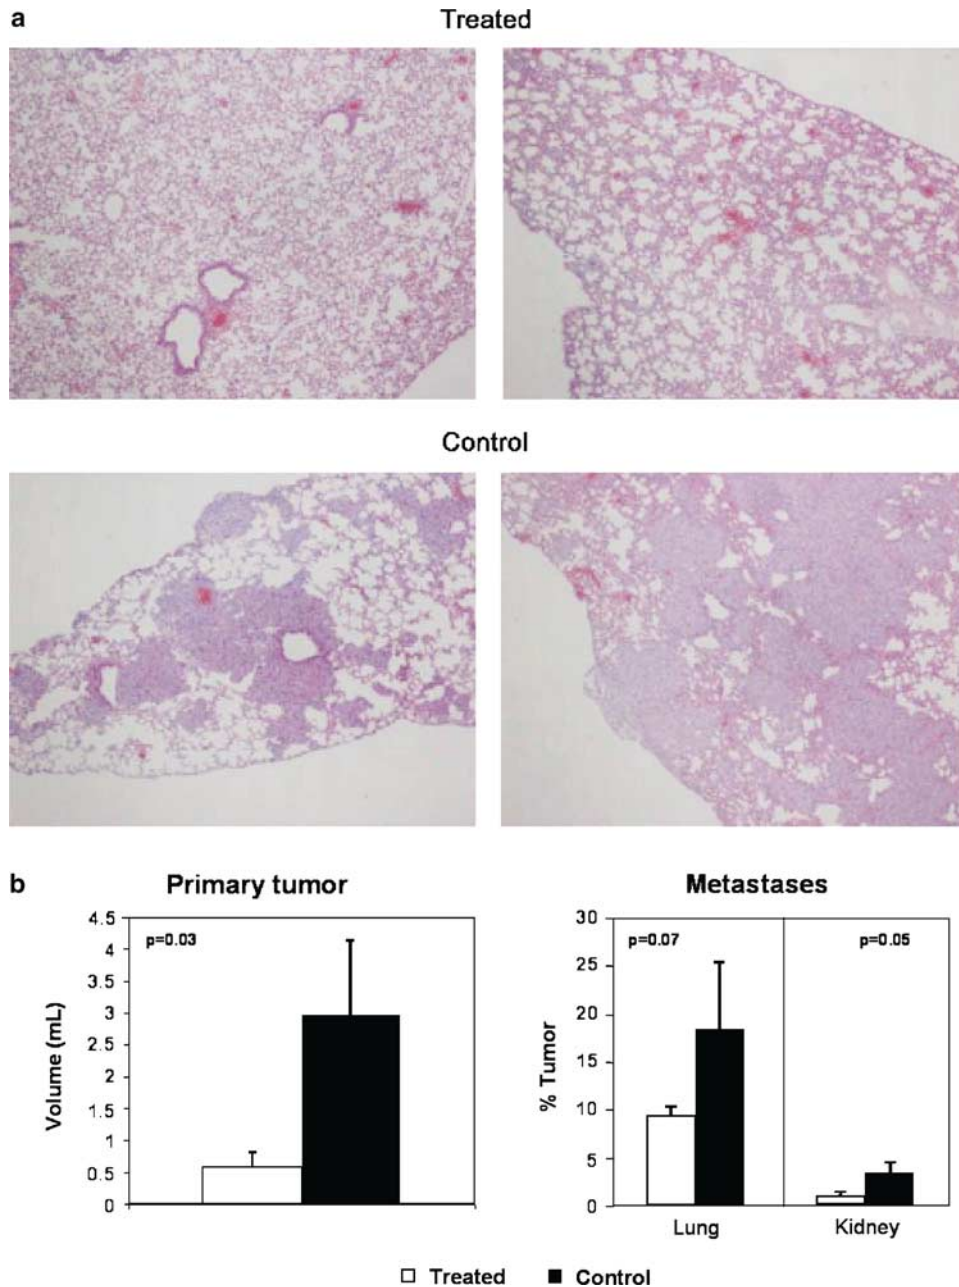 a
Treated
Control
b
Primary tumor
p=0.03
Volume (mL)
4.5
4
3.5
3
2.5
2
1.5
1
0.5
0
Metastases
p=0.07
p=0.05
% Tumor
30
25
20
15
10
5
0
Lung
Kidney
Treated
Control